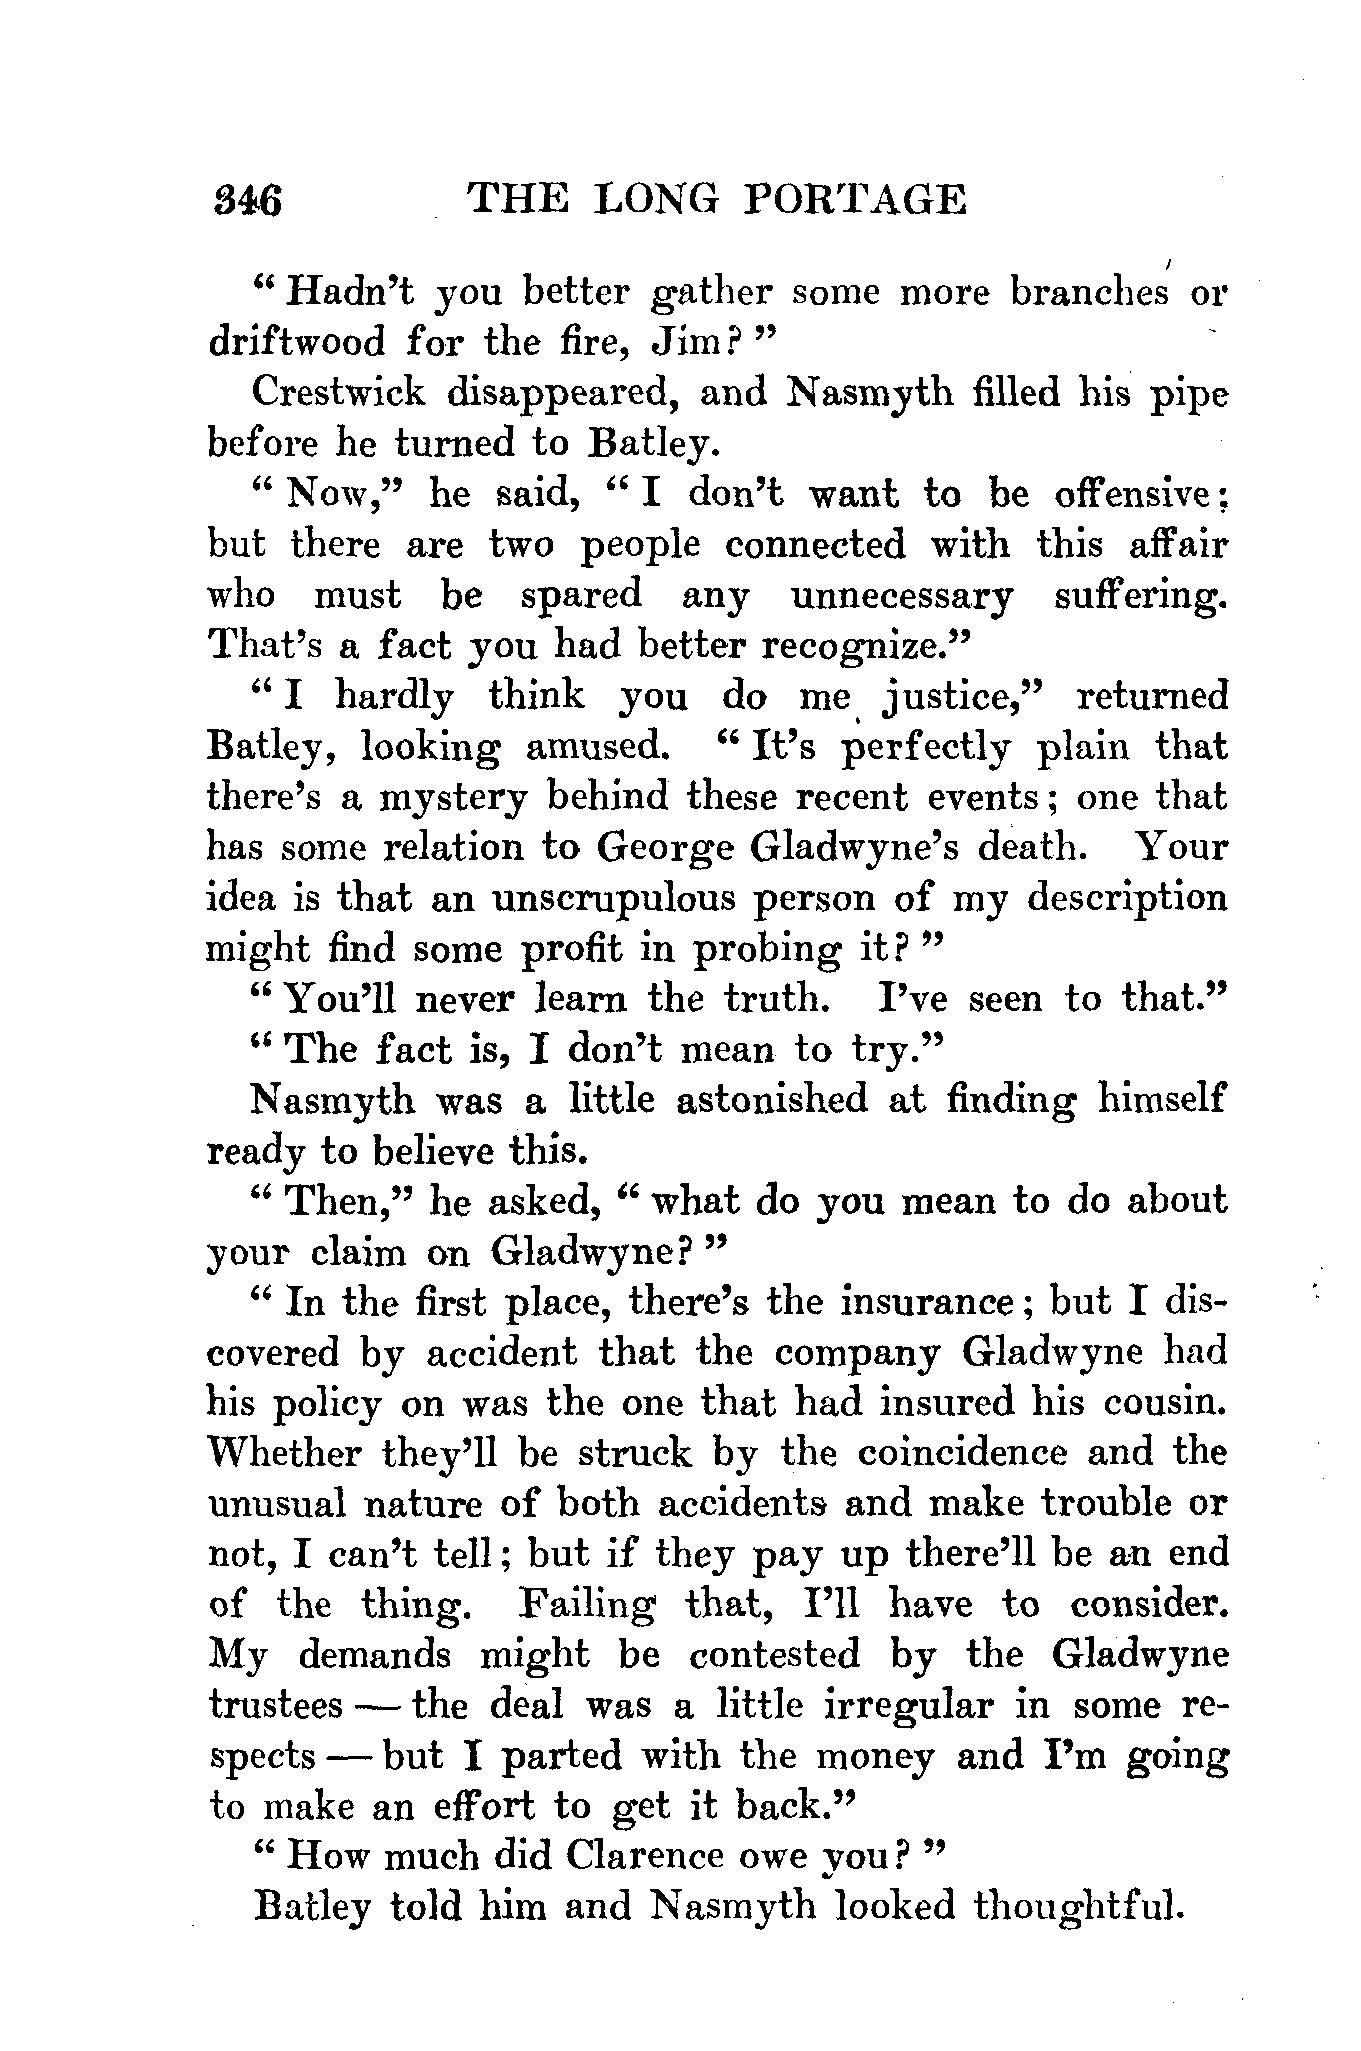 346 THE LONG PORTAGE
“ Hadn’t you better gather some more branches or
driftwood for the fire, Jim? ”
Crestwick disappeared, and Nasmyth filled his pipe
before he turned to Batley.
“ Now,” he said, “ I don’t want to be offensive;
but there are two people connected with this affair
who must be spared any unnecessary suffering.
That’s a fact you had better recognize.”
“ I hardly think you do me justice,” returned
Batley, looking amused. “ It’s perfectly plain that
there’s a mystery behind these recent events; one that
has some relation to George Gladwyne’s death. Your
idea is that an unscrupulous person of my description
might find some profit in probing it? ”
“ You’ll never learn the truth. I’ve seen to that.”
“ The fact is, I don’t mean to try.”
Nasmyth was a little astonished at finding himself
ready to believe this.
“ Then,” he asked, “ what do you mean to do about
your claim on Gladwyne? ”
“ In the first place, there’s the insurance; but I dis-
covered by accident that the company Gladwyne had
his policy on was the one that had insured his cousin.
Whether they’ll be struck by the coincidence and the
unusual nature of both accidents and make trouble or
not, I can’t tell; but if they pay up there’ll be an end
of the thing. Failing that, I’ll have to consider.
My demands might be contested by the Gladwyne
trustees — the deal was a little irregular in some re-
spects — but I parted with the money and I’m going
to make an effort to get it back.”
“ How much did Clarence owe you? ”
Batley told him and Nasmyth looked thoughtful.